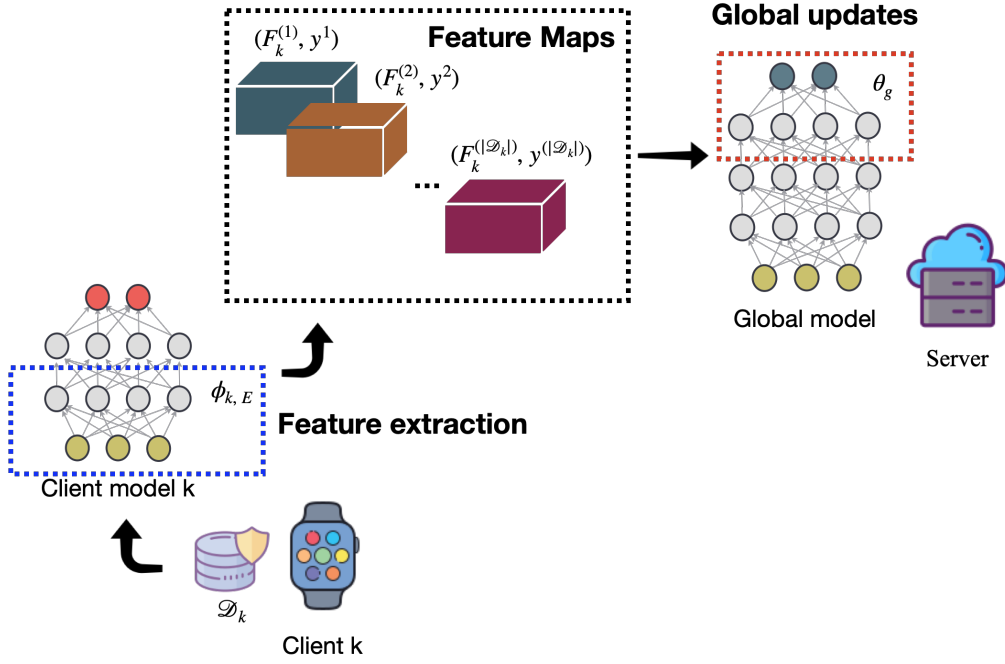 Global updates
Feature Maps
(F_k^{(1)}, y^1)
(F_k^{(2)}, y^2)
(F_k^{(|𝒟_k|)}, y^{(|𝒟_k|)})
...
θ_g
Global model
Server
ϕ_{k, E}
Feature extraction
Client model k
𝒟_k
Client k